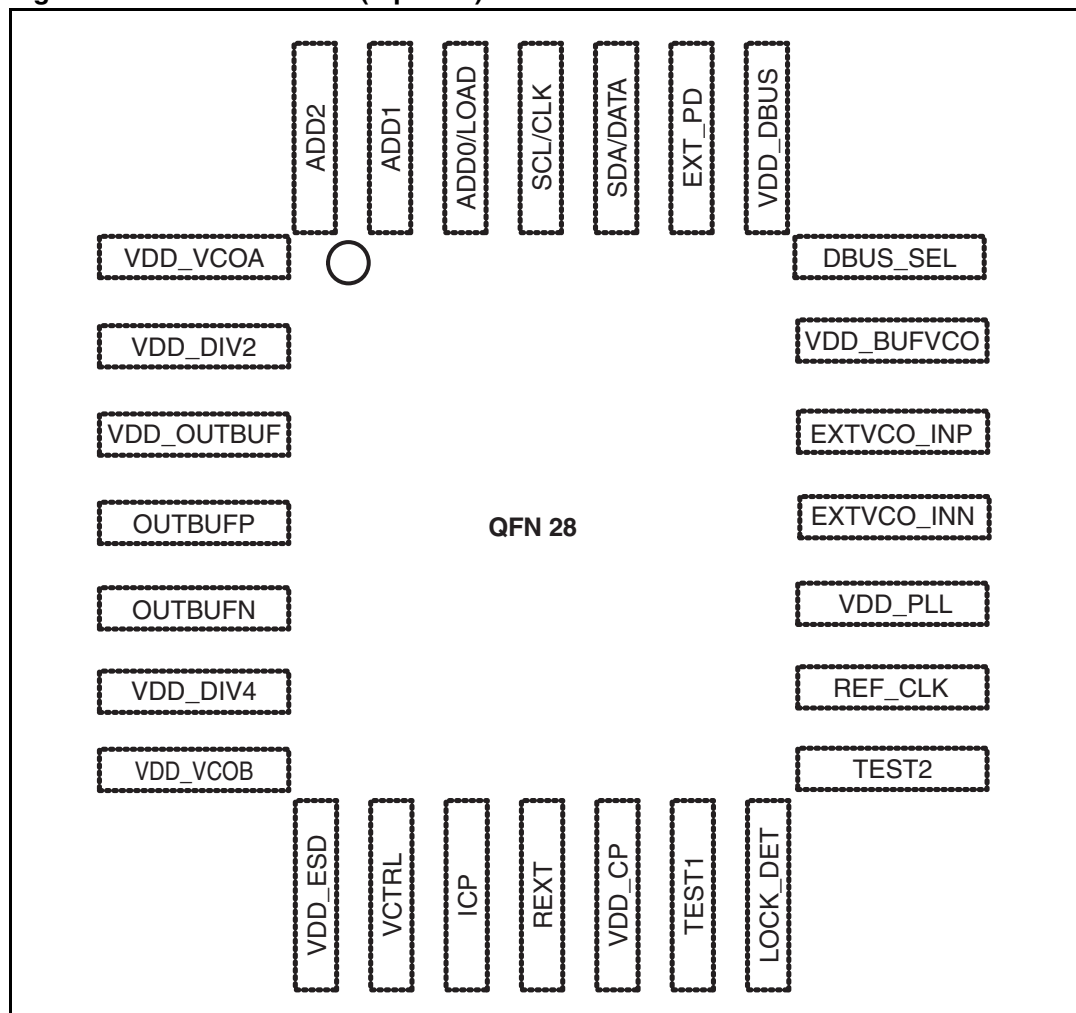 ADD2
ADD1
ADD0/LOAD
SCL/CLK
SDA/DATA
EXT_PD
VDD_DBUS
VDD_VCOA
DBUS_SEL
VDD_DIV2
VDD_BUFVCO
VDD_OUTBUF
EXTVCO_INP
OUTBUFP
QFN 28
EXTVCO_INN
OUTBUFN
VDD_PLL
VDD_DIV4
REF_CLK
VDD_VCOB
TEST2
VDD_ESD
VCTRL
ICP
REXT
VDD_CP
TEST1
LOCK_DET